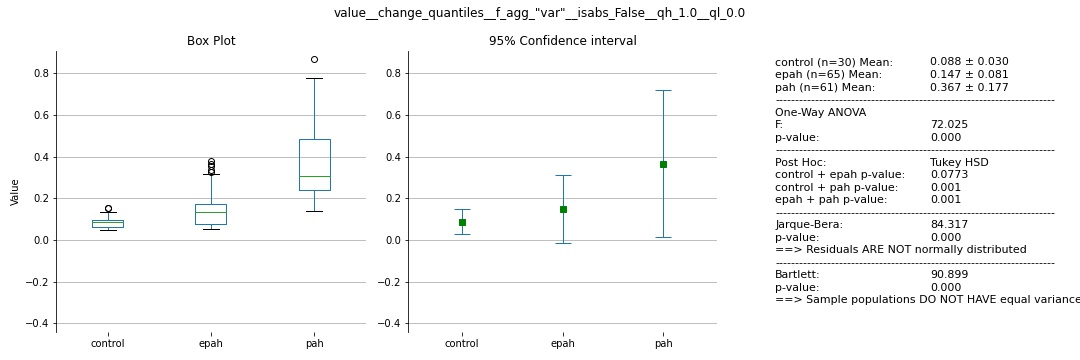 value__change_quantiles__f_agg_"var"__isabs_False__qh_1.0__ql_0.0
Box Plot
Value
0.8
0.6
0.4
0.2
0.0
−0.2
−0.4
control epah pah
95% Confidence interval
0.8
0.6
0.4
0.2
0.0
−0.2
−0.4
control epah pah
control (n=30) Mean: 0.088 ± 0.030
epah (n=65) Mean: 0.147 ± 0.081
pah (n=61) Mean: 0.367 ± 0.177
One-Way ANOVA
F: 72.025
p-value: 0.000
Post Hoc: Tukey HSD
control + epah p-value: 0.0773
control + pah p-value: 0.001
epah + pah p-value: 0.001
Jarque-Bera: 84.317
p-value: 0.000
==> Residuals ARE NOT normally distributed
Bartlett: 90.899
p-value: 0.000
==> Sample populations DO NOT HAVE equal variance